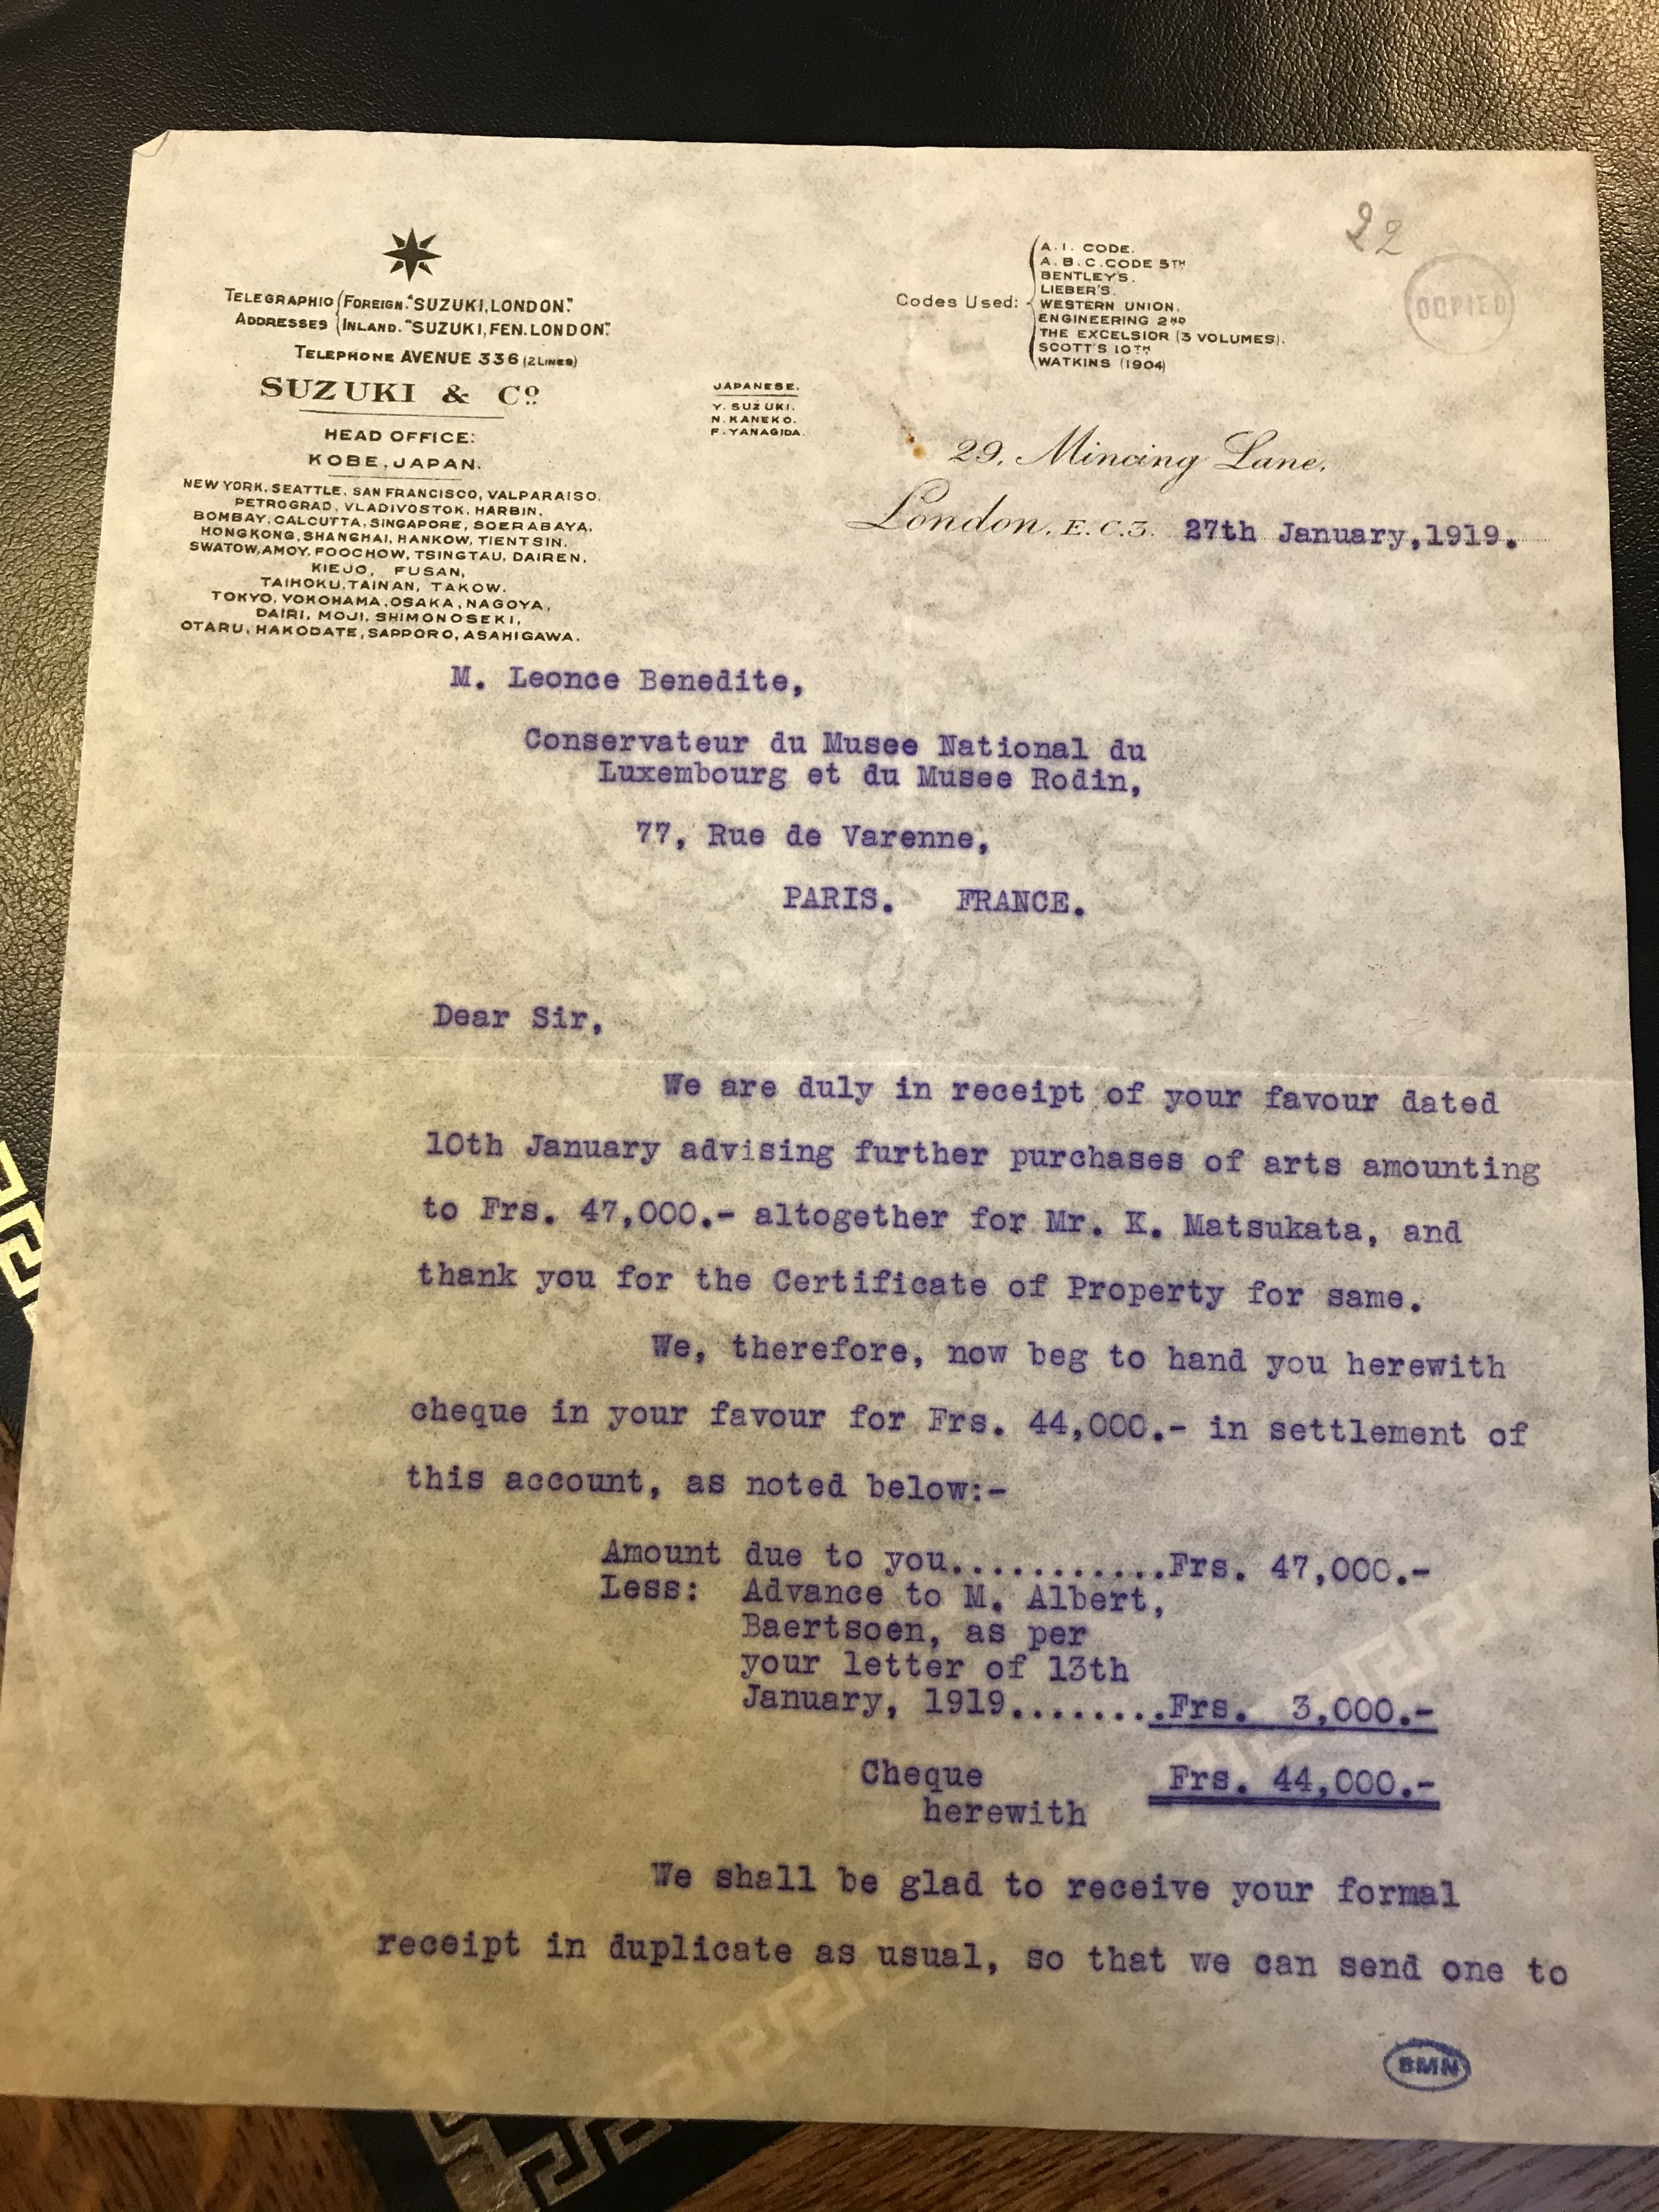 22
COPIED
TELEGRAPHIC ADDRESSES
FOREIGN. "SUZUKI, LONDON."
INLAND. "SUZUKI, FEN. LONDON."
TELEPHONE AVENUE 336 (2 LINES)
SUZUKI & Co.
HEAD OFFICE:
KOBE, JAPAN.
NEW YORK, SEATTLE, SAN FRANCISCO, VALPARAISO,
PETROGRAD, VLADIVOSTOK, HARBIN,
BOMBAY, CALCUTTA, SINGAPORE, SOERABAYA,
HONGKONG, SHANGHAI, HANKOW, TIENTSIN,
SWATOW, AMOY, FOOCHOW, TSINGTAU, DAIREN,
KIEJO, FUSAN,
TAIHOKU, TAINAN, TAKOW.
TOKYO, YOKOHAMA, OSAKA, NAGOYA,
DAIRI, MOJI, SHIMONOSEKI,
OTARU, HAKODATE, SAPPORO, ASAHIGAWA.
JAPANESE.
Y. SUZUKI.
N. KANEKO.
F. YANAGIDA.
Codes Used:
A. I. CODE.
A. B. C. CODE 5TH
BENTLEY'S.
LIEBER'S.
WESTERN UNION.
ENGINEERING 2ND
THE EXCELSIOR (3 VOLUMES).
SCOTT'S 10TH
WATKINS (1904)
29, Mincing Lane,
London, E.C.3. 27th January,1919.
M. Leonce Benedite,
Conservateur du Musee National du
Luxembourg et du Musee Rodin,
77, Rue de Varenne,
PARIS. FRANCE.
Dear Sir,
We are duly in receipt of your favour dated
10th January advising further purchases of arts amounting
to Frs. 47,000.- altogether for Mr. K. Matsukata, and
thank you for the Certificate of Property for same.
We, therefore, now beg to hand you herewith
cheque in your favour for Frs. 44,000.- in settlement of
this account, as noted below:-
Amount due to you............Frs. 47,000.-
Less: Advance to M. Albert,
Baertsoen, as per
your letter of 13th
January, 1919.........Frs. 3,000.-
Cheque Frs. 44,000.-
herewith
We shall be glad to receive your formal
receipt in duplicate as usual, so that we can send one to
BMN